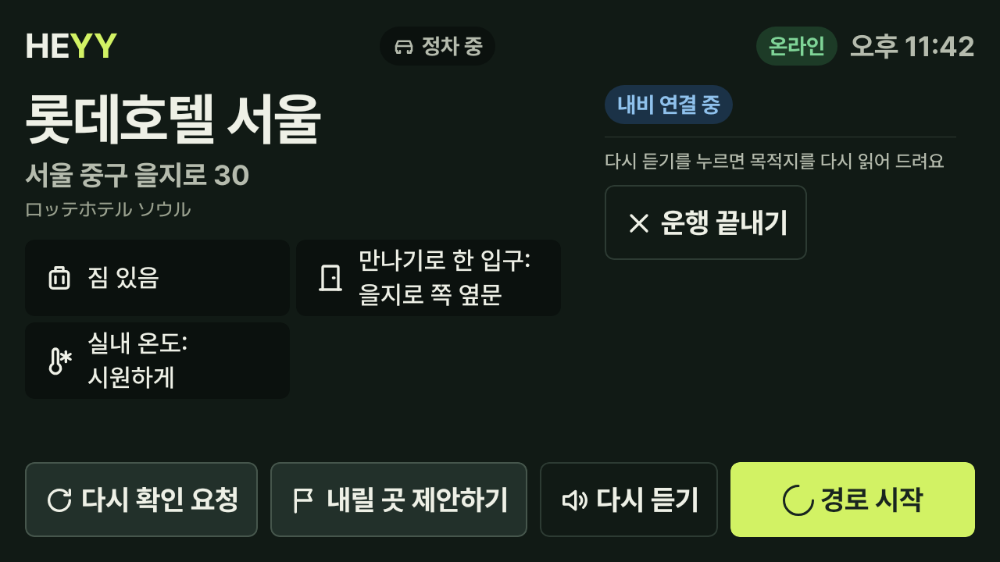 HEYY
정차 중
온라인
오후 11:42
롯데호텔 서울
서울 중구 을지로 30
ロッテホテル ソウル
짐 있음
만나기로 한 입구:
을지로 쪽 옆문
실내 온도:
시원하게
내비 연결 중
다시 듣기를 누르면 목적지를 다시 읽어 드려요
운행 끝내기
다시 확인 요청
내릴 곳 제안하기
다시 듣기
경로 시작